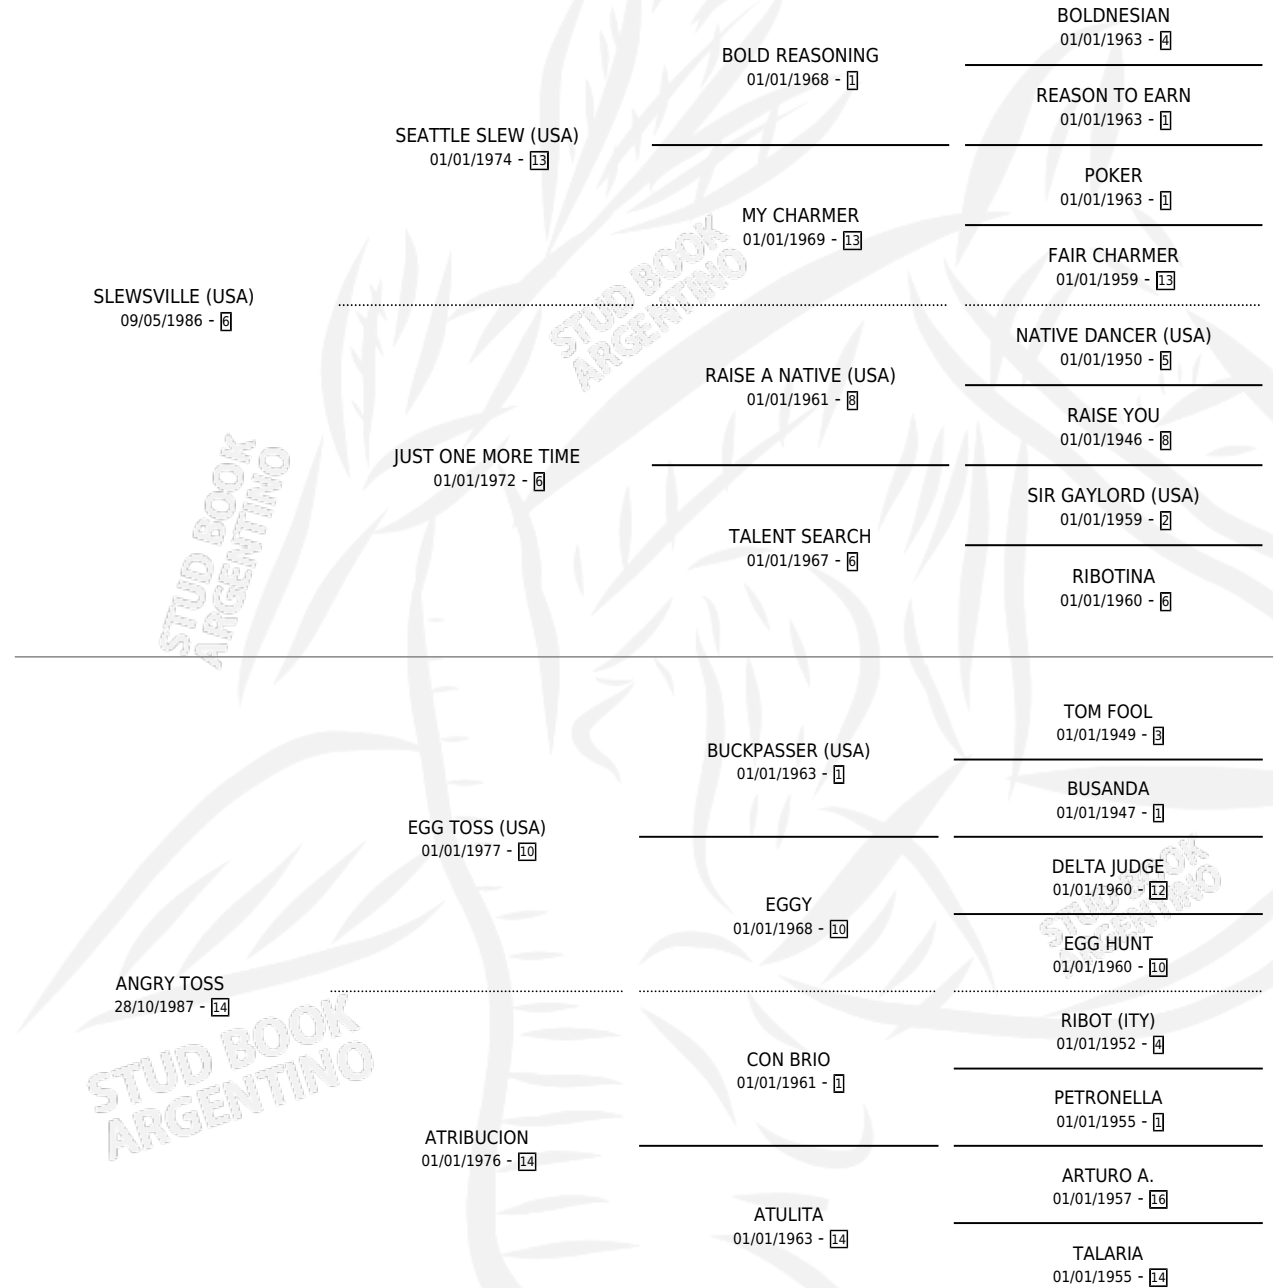 BOLDNESIAN
01/01/1963 - 4
BOLD REASONING
01/01/1968 - 1
REASON TO EARN
01/01/1963 - 1
SEATTLE SLEW (USA)
01/01/1974 - 13
POKER
01/01/1963 - 1
MY CHARMER
01/01/1969 - 13
FAIR CHARMER
01/01/1959 - 13
SLEWSVILLE (USA)
09/05/1986 - 6
STUD BOOK
ARGENTINO
NATIVE DANCER (USA)
01/01/1950 - 5
RAISE A NATIVE (USA)
01/01/1961 - 8
RAISE YOU
01/01/1946 - 8
JUST ONE MORE TIME
01/01/1972 - 6
SIR GAYLORD (USA)
01/01/1959 - 2
TALENT SEARCH
01/01/1967 - 6
RIBOTINA
01/01/1960 - 6
STUD BOOK
ARGENTINO
TOM FOOL
01/01/1949 - 3
BUCKPASSER (USA)
01/01/1963 - 1
BUSANDA
01/01/1947 - 1
EGG TOSS (USA)
01/01/1977 - 10
DELTA JUDGE
01/01/1960 - 12
EGGY
01/01/1968 - 10
EGG HUNT
01/01/1960 - 10
STUD BOOK
ARGENTINO
ANGRY TOSS
28/10/1987 - 14
RIBOT (ITY)
01/01/1952 - 4
CON BRIO
01/01/1961 - 1
PETRONELLA
01/01/1955 - 1
STUD BOOK
ARGENTINO
ATRIBUCION
01/01/1976 - 14
ARTURO A.
01/01/1957 - 16
ATULITA
01/01/1963 - 14
TALARIA
01/01/1955 - 14